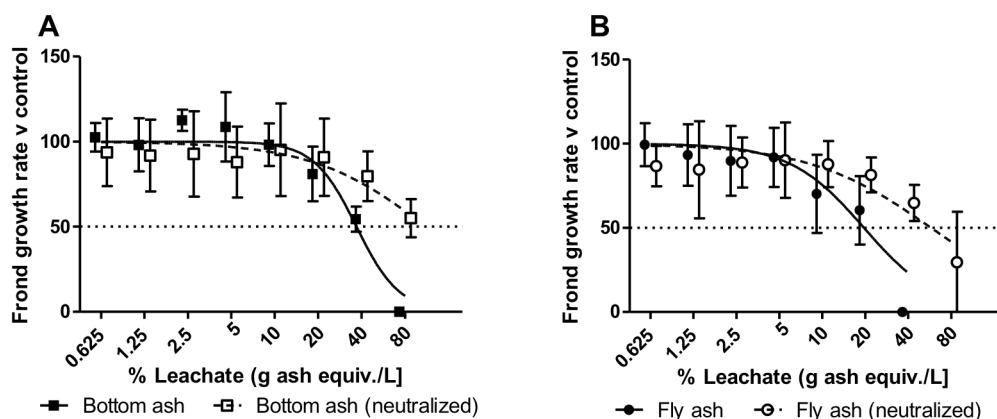 A
Frond growth rate v control
150
100
50
0
0.625
1.25
2.5
5
10
20
40
80
% Leachate (g ash equiv./L]
Bottom ash
Bottom ash (neutralized)
B
Frond growth rate v control
150
100
50
0
0.625
1.25
2.5
5
10
20
40
80
% Leachate (g ash equiv./L]
Fly ash
Fly ash (neutralized)